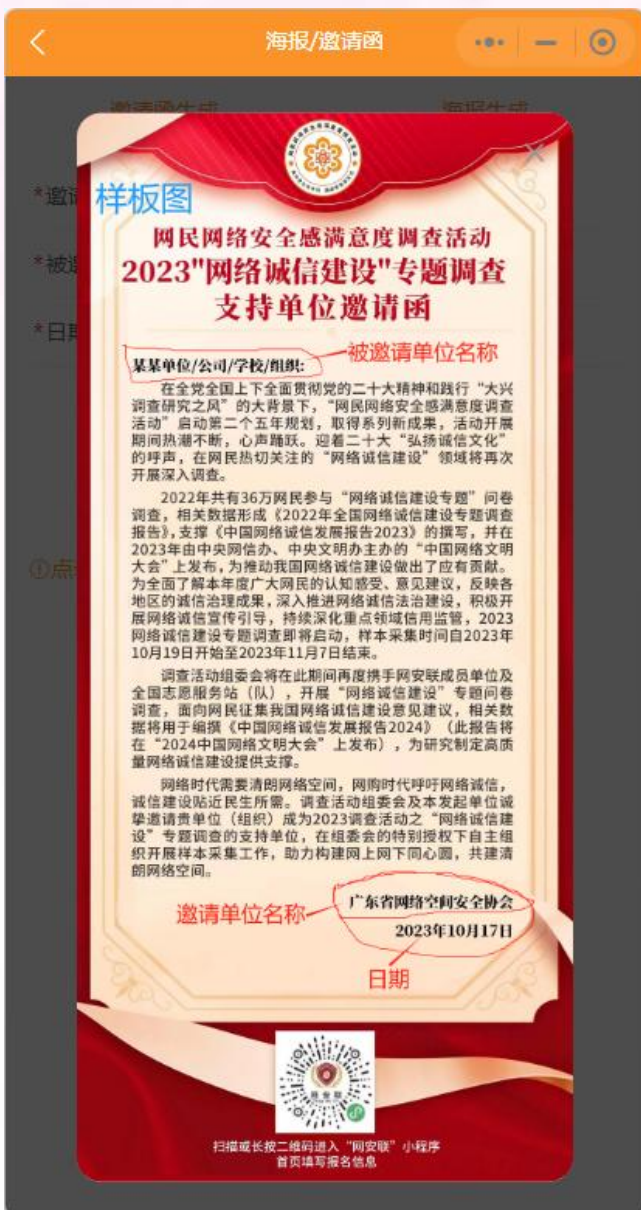 海报/邀请函
邀请函生成
海报生成
*邀请
样板图
*被邀
*日期
网民网络安全感满意度调查活动
2023"网络诚信建设"专题调查
支持单位邀请函
被邀请单位名称
某某单位/公司/学校/组织:
在全党全国上下全面贯彻党的二十大精神和践行“大兴
调查研究之风”的大背景下，“网民网络安全感满意度调查
活动”启动第二个五年规划，取得系列新成果，活动开展
期间热潮不断，心声踊跃。迎着二十大“弘扬诚信文化”
的呼声，在网民热切关注的“网络诚信建设”领域将再次
开展深入调查。
2022年共有36万网民参与“网络诚信建设专题”问卷
调查，相关数据形成《2022年全国网络诚信建设专题调查
报告》，支撑《中国网络诚信发展报告2023》的撰写，并在
2023年由中央网信办、中央文明办主办的“中国网络文明
大会”上发布，为推动我国网络诚信建设做出了应有贡献。
为全面了解本年度广大网民的认知感受、意见建议，反映各
地区的诚信治理成果，深入推进网络诚信法治建设，积极开
展网络诚信宣传引导，持续深化重点领域信用监管，2023
网络诚信建设专题调查即将启动，样本采集时间自2023年
10月19日开始至2023年11月7日结束。
①点
调查活动组委会将在此期间再度携手网安联成员单位及
全国志愿服务站（队），开展“网络诚信建设”专题问卷
调查，面向网民征集我国网络诚信建设意见建议，相关数
据将用于编撰《中国网络诚信发展报告2024》（此报告将
在“2024中国网络文明大会”上发布），为研究制定高质
量网络诚信建设提供支撑。
网络时代需要清朗网络空间，网购时代呼吁网络诚信，
诚信建设贴近民生所需。调查活动组委会及本发起单位诚
挚邀请贵单位（组织）成为2023调查活动之“网络诚信建
设”专题调查的支持单位，在组委会的特别授权下自主组
织开展样本采集工作，助力构建网上网下同心圆，共建清
朗网络空间。
邀请单位名称
广东省网络空间安全协会
2023年10月17日
日期
网安联
扫描或长按二维码进入“网安联”小程序
首页填写报名信息